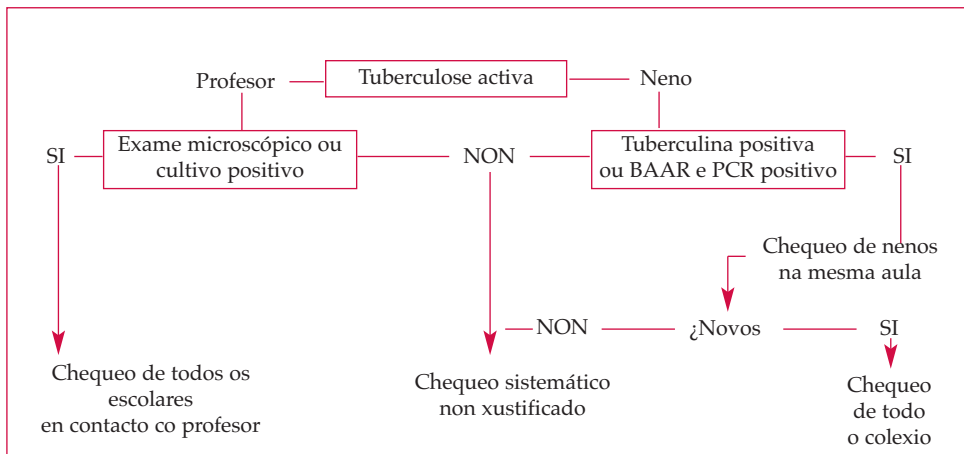 Profesor
Tuberculose activa
Neno
SI
Exame microscópico ou
cultivo positivo
NON
Tuberculina positiva
ou BAAR e PCR positivo
SI
Chequeo de nenos
na mesma aula
NON
¿Novos
SI
Chequeo de todos os
escolares
en contacto co profesor
Chequeo sistemático
non xustificado
Chequeo
de todo
o colexio